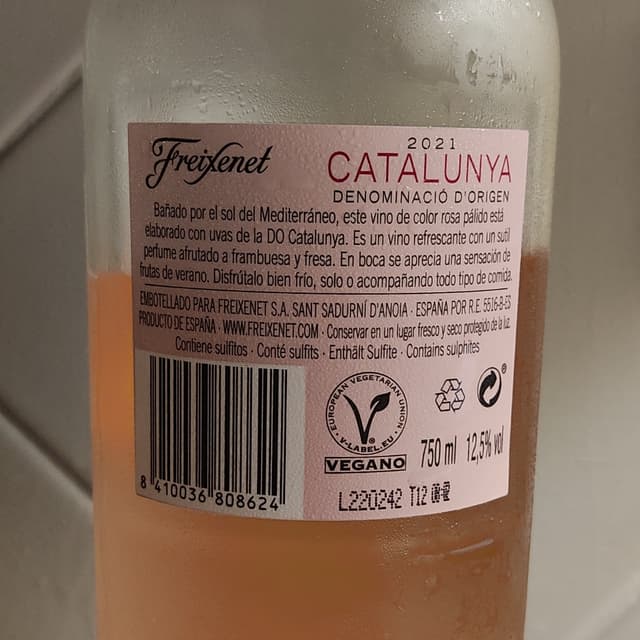 Freixenet
2021
CATALUNYA
DENOMINACIÓ D'ORIGEN
Bañado por el sol del Mediterráneo, este vino de color rosa pálido está
elaborado con uvas de la DO Catalunya. Es un vino refrescante con un sutil
perfume afrutado a frambuesa y fresa. En boca se aprecia una sensación de
frutas de verano. Disfrútalo bien frío, solo o acompañando todo tipo de comida.
EMBOTELLADO PARA FREIXENET S.A. SANT SADURNÍ D'ANOIA · ESPAÑA POR R.E. 5516-B-ES
PRODUCTO DE ESPAÑA · WWW.FREIXENET.COM · Conservar en un lugar fresco y seco protegido de la luz.
Contiene sulfitos · Conté sulfits · Enthält Sulfite · Contains sulphites
EUROPEAN VEGETARIAN UNION
V-LABEL.EU
VEGANO
750 ml 12,5% vol
8 410036 808624
L220242 T12